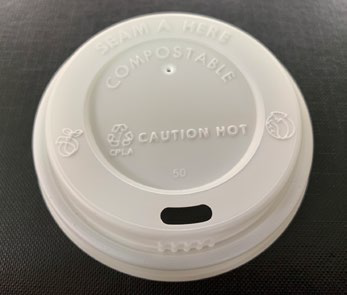 SEAM A HERE
COMPOSTABLE
CAUTION HOT
CPLA
50